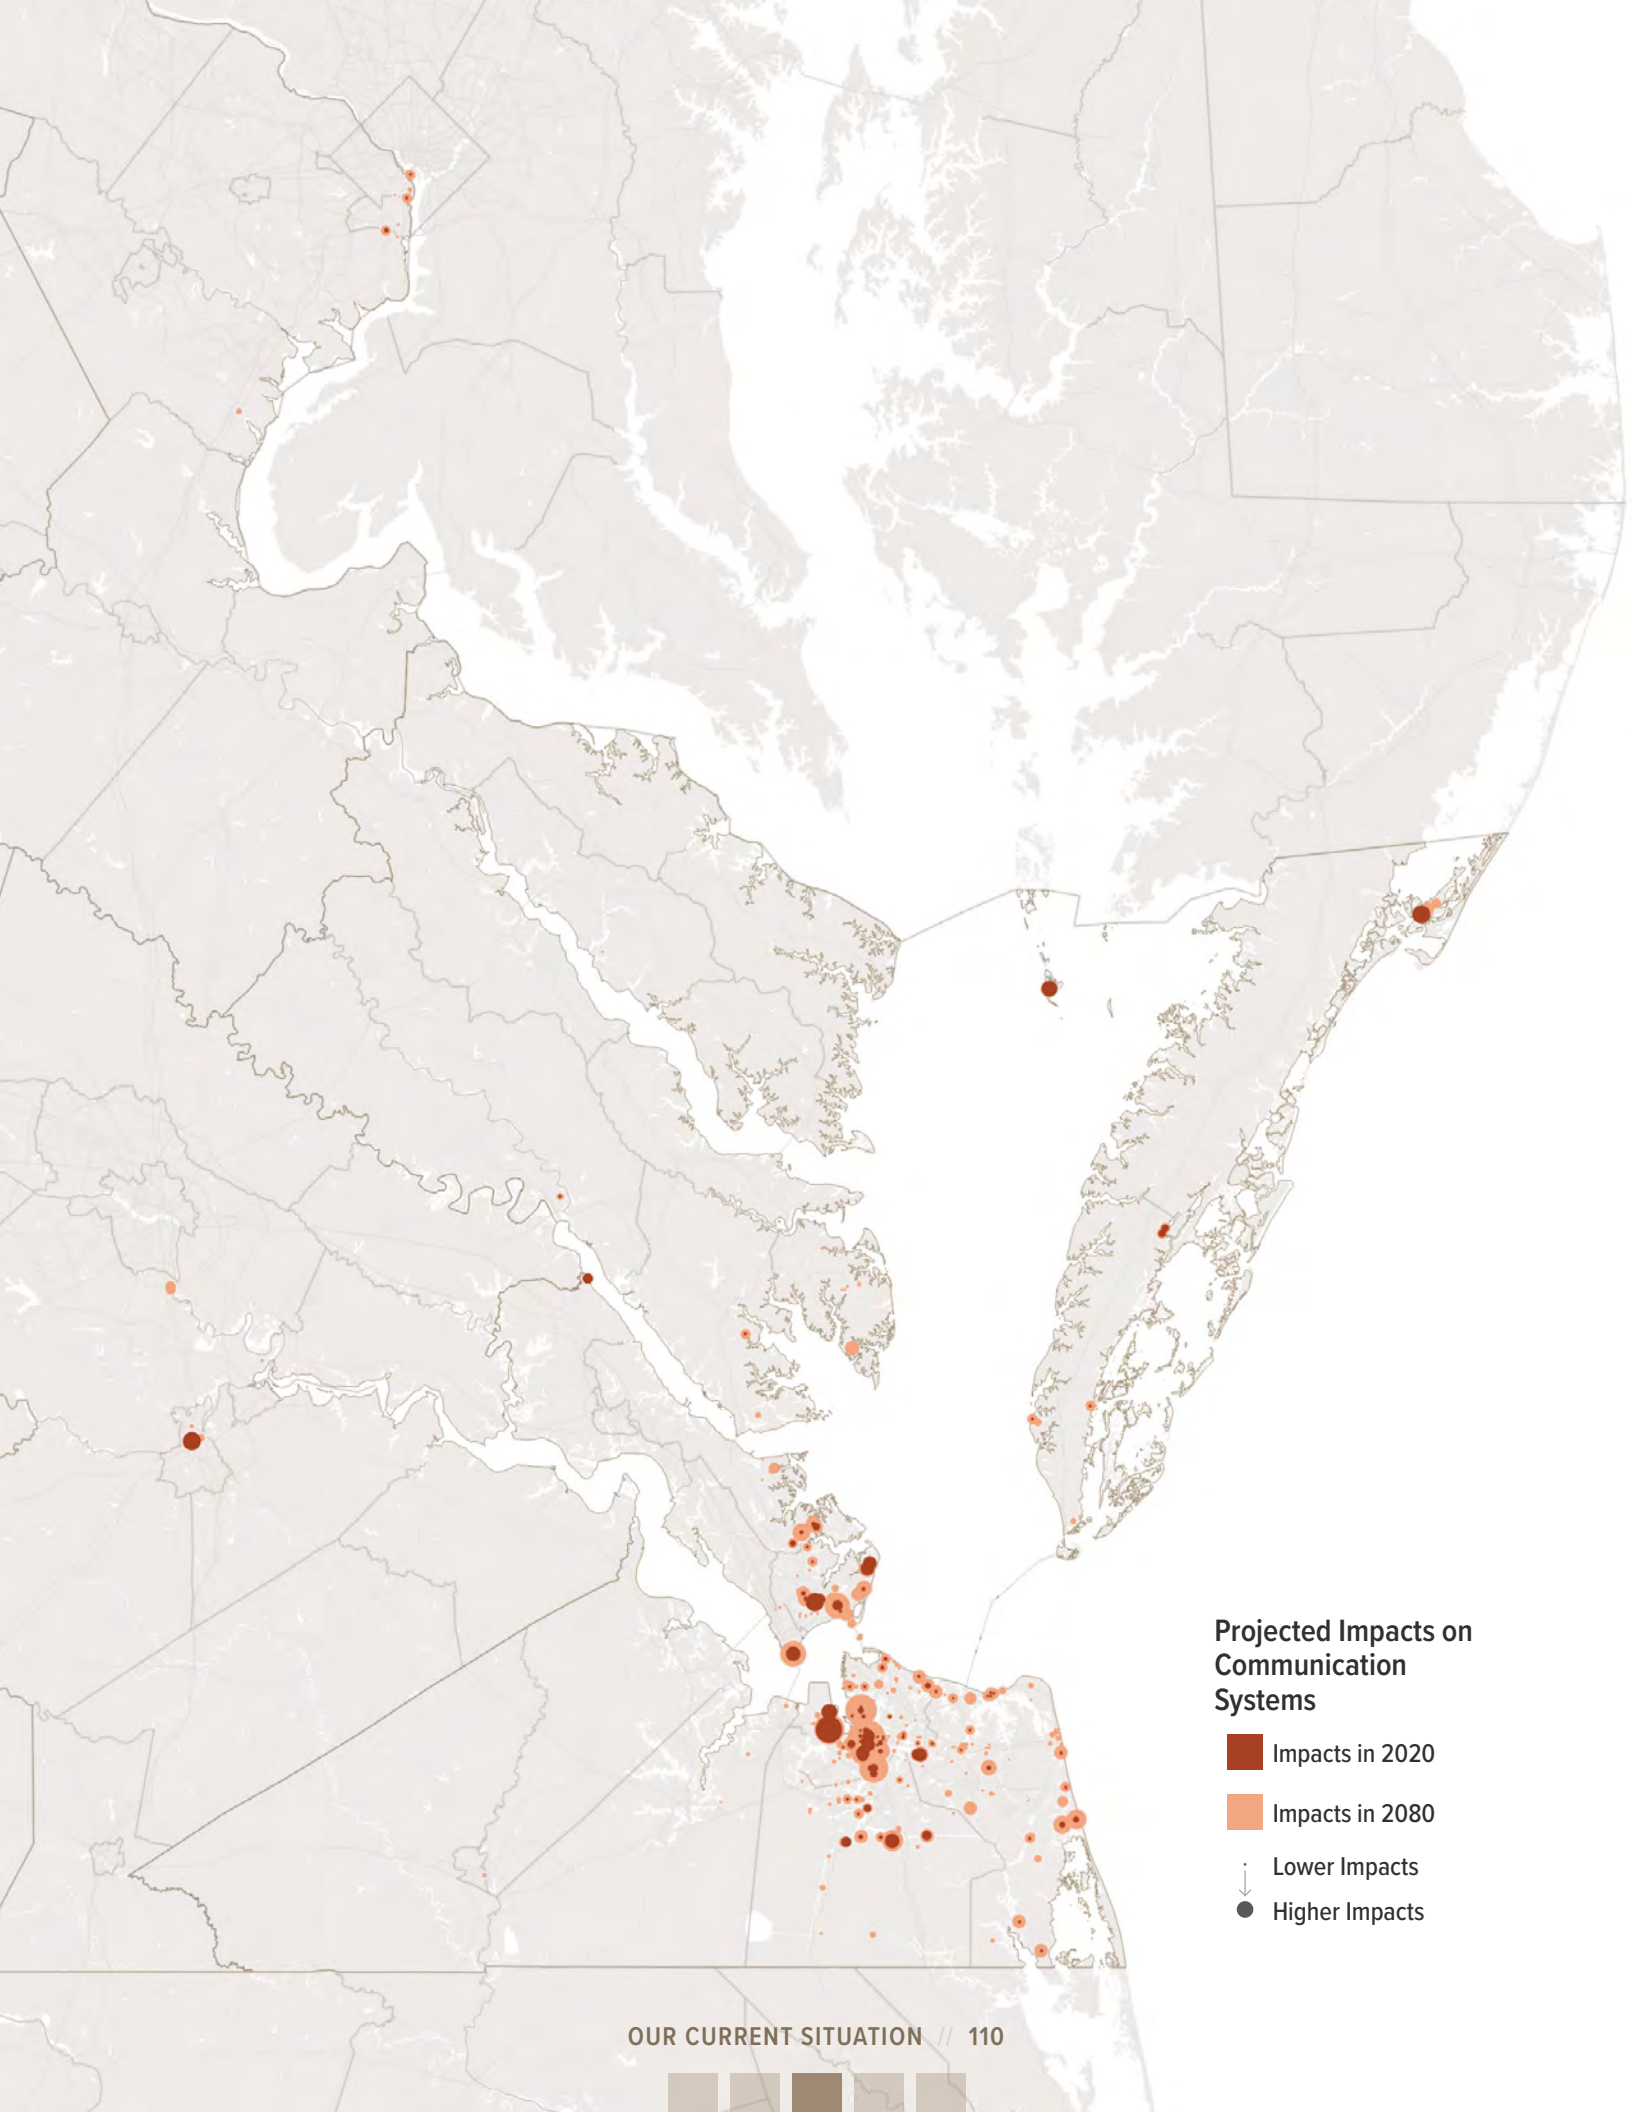 Projected Impacts on
Communication
Systems
Impacts in 2020
Impacts in 2080
Lower Impacts
Higher Impacts
OUR CURRENT SITUATION // 110